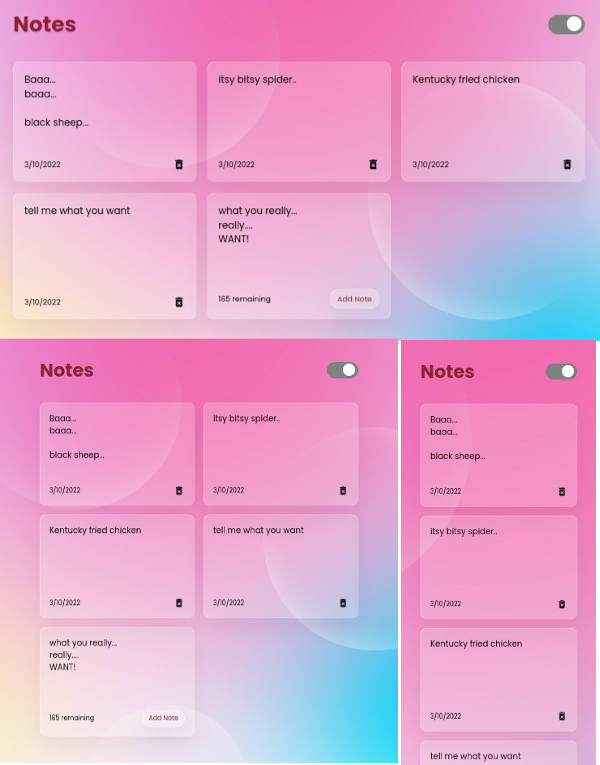 Notes
Baaa...
baaa...
black sheep...
3/10/2022
itsy bitsy spider..
3/10/2022
Kentucky fried chicken
3/10/2022
tell me what you want
3/10/2022
what you really...
really....
WANT!
165 remaining
Add Note
Notes
Baaa...
baaa...
black sheep...
3/10/2022
itsy bitsy spider..
3/10/2022
Kentucky fried chicken
3/10/2022
tell me what you want
3/10/2022
what you really...
really....
WANT!
165 remaining
Add Note
Notes
Baaa...
baaa...
black sheep...
3/10/2022
itsy bitsy spider..
3/10/2022
Kentucky fried chicken
3/10/2022
tell me what you want